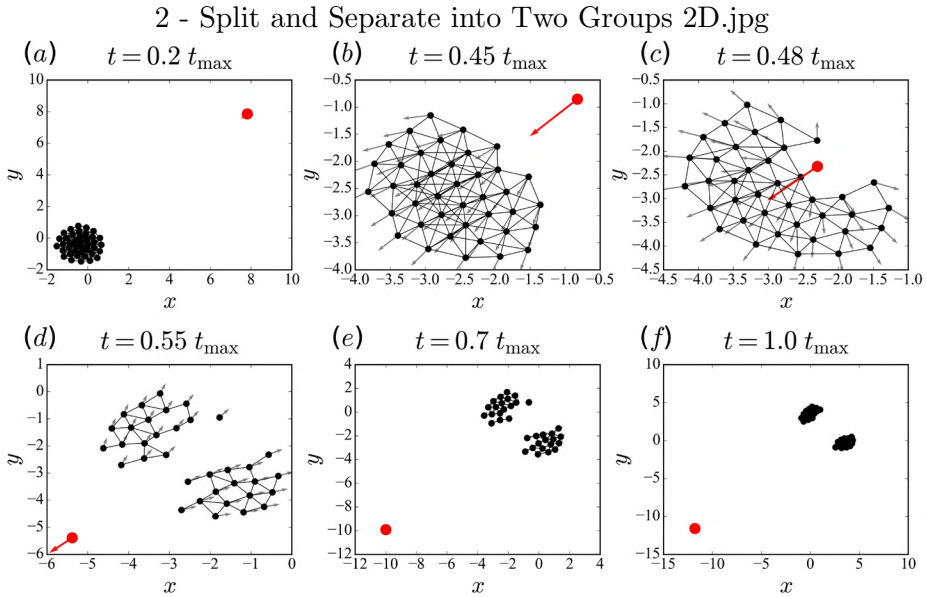 2 - Split and Separate into Two Groups 2D.jpg
(a) t = 0.2 t_max
10
8
6
4
2
0
−2
y
−2 0 2 4 6 8 10
x
(b) t = 0.45 t_max
−0.5
−1.0
−1.5
−2.0
−2.5
−3.0
−3.5
−4.0
y
−4.0 −3.5 −3.0 −2.5 −2.0 −1.5 −1.0 −0.5
x
(c) t = 0.48 t_max
−0.5
−1.0
−1.5
−2.0
−2.5
−3.0
−3.5
−4.0
−4.5
y
−4.5 −4.0 −3.5 −3.0 −2.5 −2.0 −1.5 −1.0
x
(d) t = 0.55 t_max
1
0
−1
−2
−3
−4
−5
−6
y
−6 −5 −4 −3 −2 −1 0
x
(e) t = 0.7 t_max
4
2
0
−2
−4
−6
−8
−10
−12
y
−12 −10 −8 −6 −4 −2 0 2 4
x
(f) t = 1.0 t_max
10
5
0
−5
−10
−15
y
−15 −10 −5 0 5 10
x